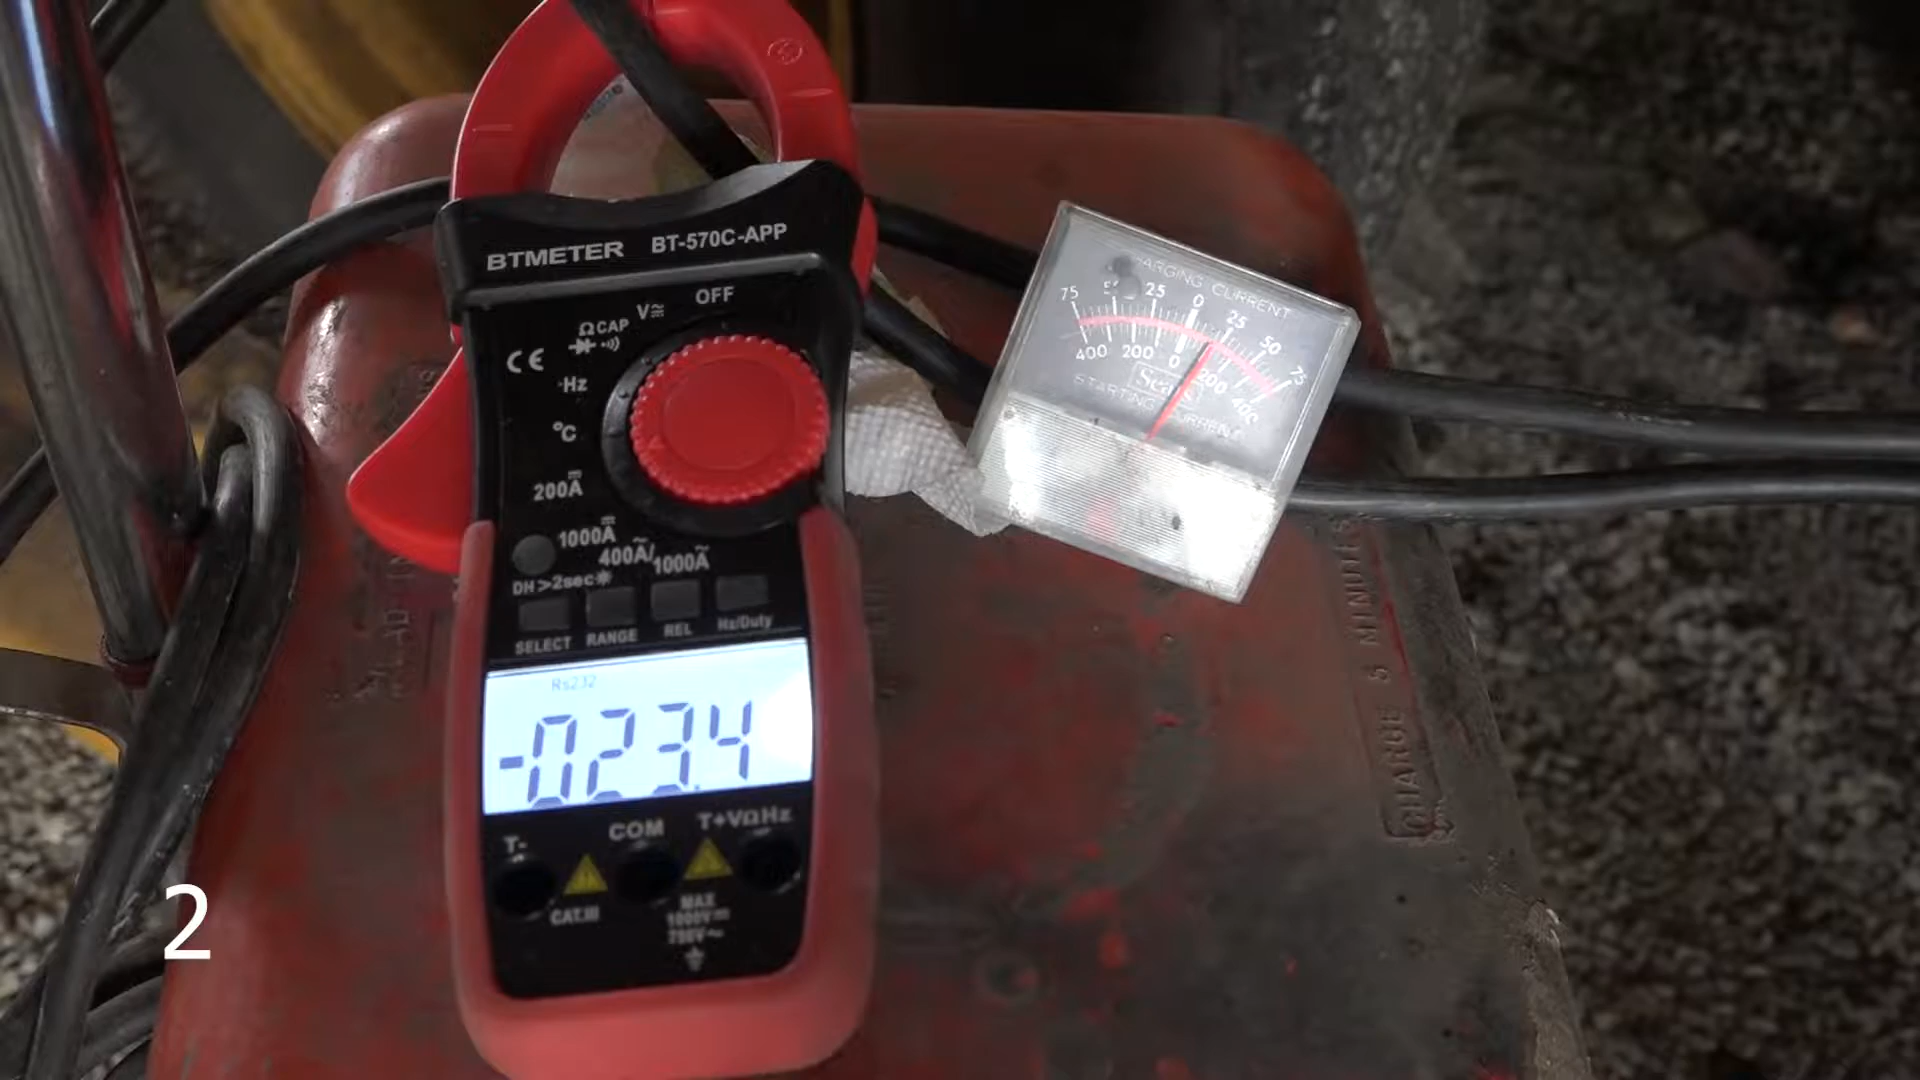 BTMETER BT-570C-APP
OFF
V≂
ΩCAP
CE
Hz
°C
200A
1000A
400A/1000A
DH >2sec☀
SELECT RANGE REL Hz/Duty
Rs232
-023.4
T- COM T+VΩHz
CAT.III
MAX
1000V
75 25 0 25 50 75
CHARGING CURRENT
400 200 0 200 400
Sears
STARTING CURRENT
CHARGE 5 MINUTES
2